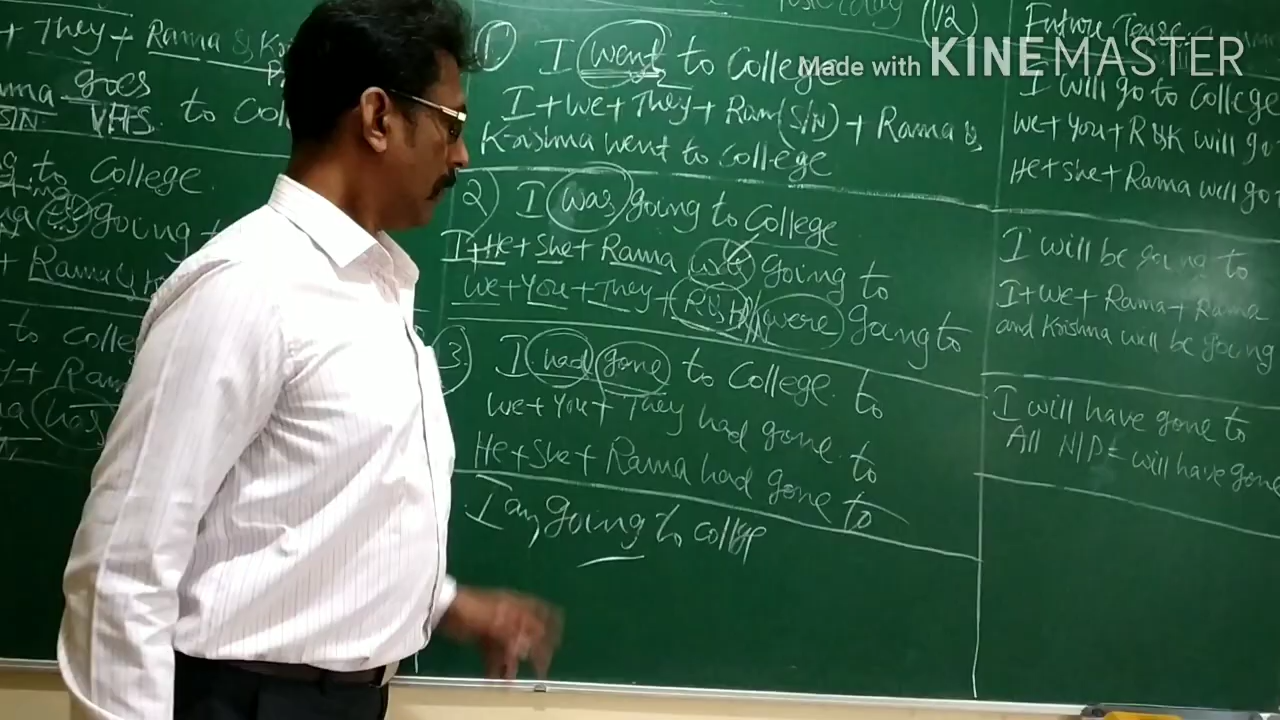 + They + Rama &
goes
to
S/N VHS
to College.
going
+ Rama &
to
+
has
(V2)
1) I went to College
I + We + They + Ram (S/N) + Rama &
Krishna went to College
2) I was going to College
I + He + She + Rama was going to
We + You + They + R&K were going to
3. I had gone to College to
We + You + They had gone to
He + She + Rama had gone to
I am going to college
Future Tense
I will go to College
We + You + R&K will go
He + She + Rama will go
I will be going to
I + We + Rama + Rama
and Krishna will be going
I will have gone to
All N/P = will have gone
Made with KINEMASTER